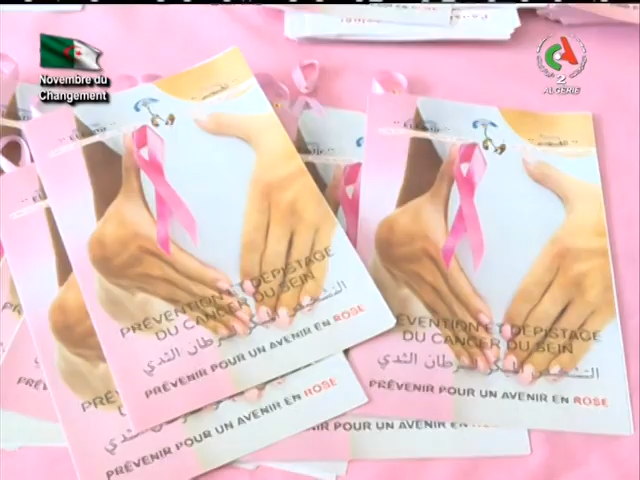 Novembre du
Changement
2
ALGERIE
PRÉVENTION ET DÉPISTAGE
DU CANCER DU SEIN
سرطان الثدي
PRÉVENIR POUR UN AVENIR EN ROSE
PRÉVENIR POUR UN AVENIR EN ROSE
EVENTION ET DÉPISTAGE
DU CANCER DU SEIN
سرطان الثدي
PRÉVENIR POUR UN AVENIR EN ROSE